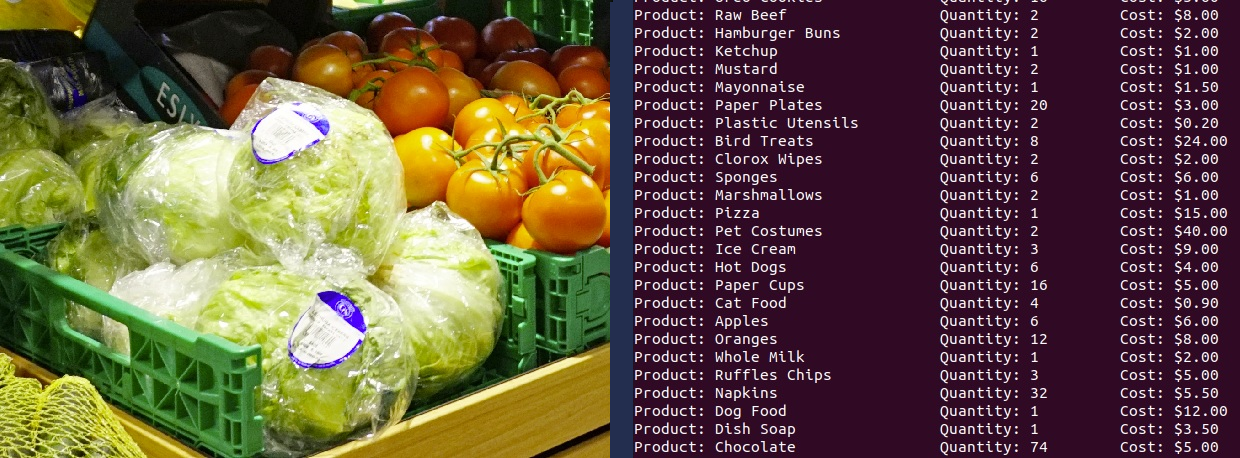 ESL
Product: Raw Beef Quantity: 2 Cost: $8.00
Product: Hamburger Buns Quantity: 2 Cost: $2.00
Product: Ketchup Quantity: 1 Cost: $1.00
Product: Mustard Quantity: 2 Cost: $1.00
Product: Mayonnaise Quantity: 1 Cost: $1.50
Product: Paper Plates Quantity: 20 Cost: $3.00
Product: Plastic Utensils Quantity: 2 Cost: $0.20
Product: Bird Treats Quantity: 8 Cost: $24.00
Product: Clorox Wipes Quantity: 2 Cost: $2.00
Product: Sponges Quantity: 6 Cost: $6.00
Product: Marshmallows Quantity: 2 Cost: $1.00
Product: Pizza Quantity: 1 Cost: $15.00
Product: Pet Costumes Quantity: 2 Cost: $40.00
Product: Ice Cream Quantity: 3 Cost: $9.00
Product: Hot Dogs Quantity: 6 Cost: $4.00
Product: Paper Cups Quantity: 16 Cost: $5.00
Product: Cat Food Quantity: 4 Cost: $0.90
Product: Apples Quantity: 6 Cost: $6.00
Product: Oranges Quantity: 12 Cost: $8.00
Product: Whole Milk Quantity: 1 Cost: $2.00
Product: Ruffles Chips Quantity: 3 Cost: $5.00
Product: Napkins Quantity: 32 Cost: $5.50
Product: Dog Food Quantity: 1 Cost: $12.00
Product: Dish Soap Quantity: 1 Cost: $3.50
Product: Chocolate Quantity: 74 Cost: $5.00